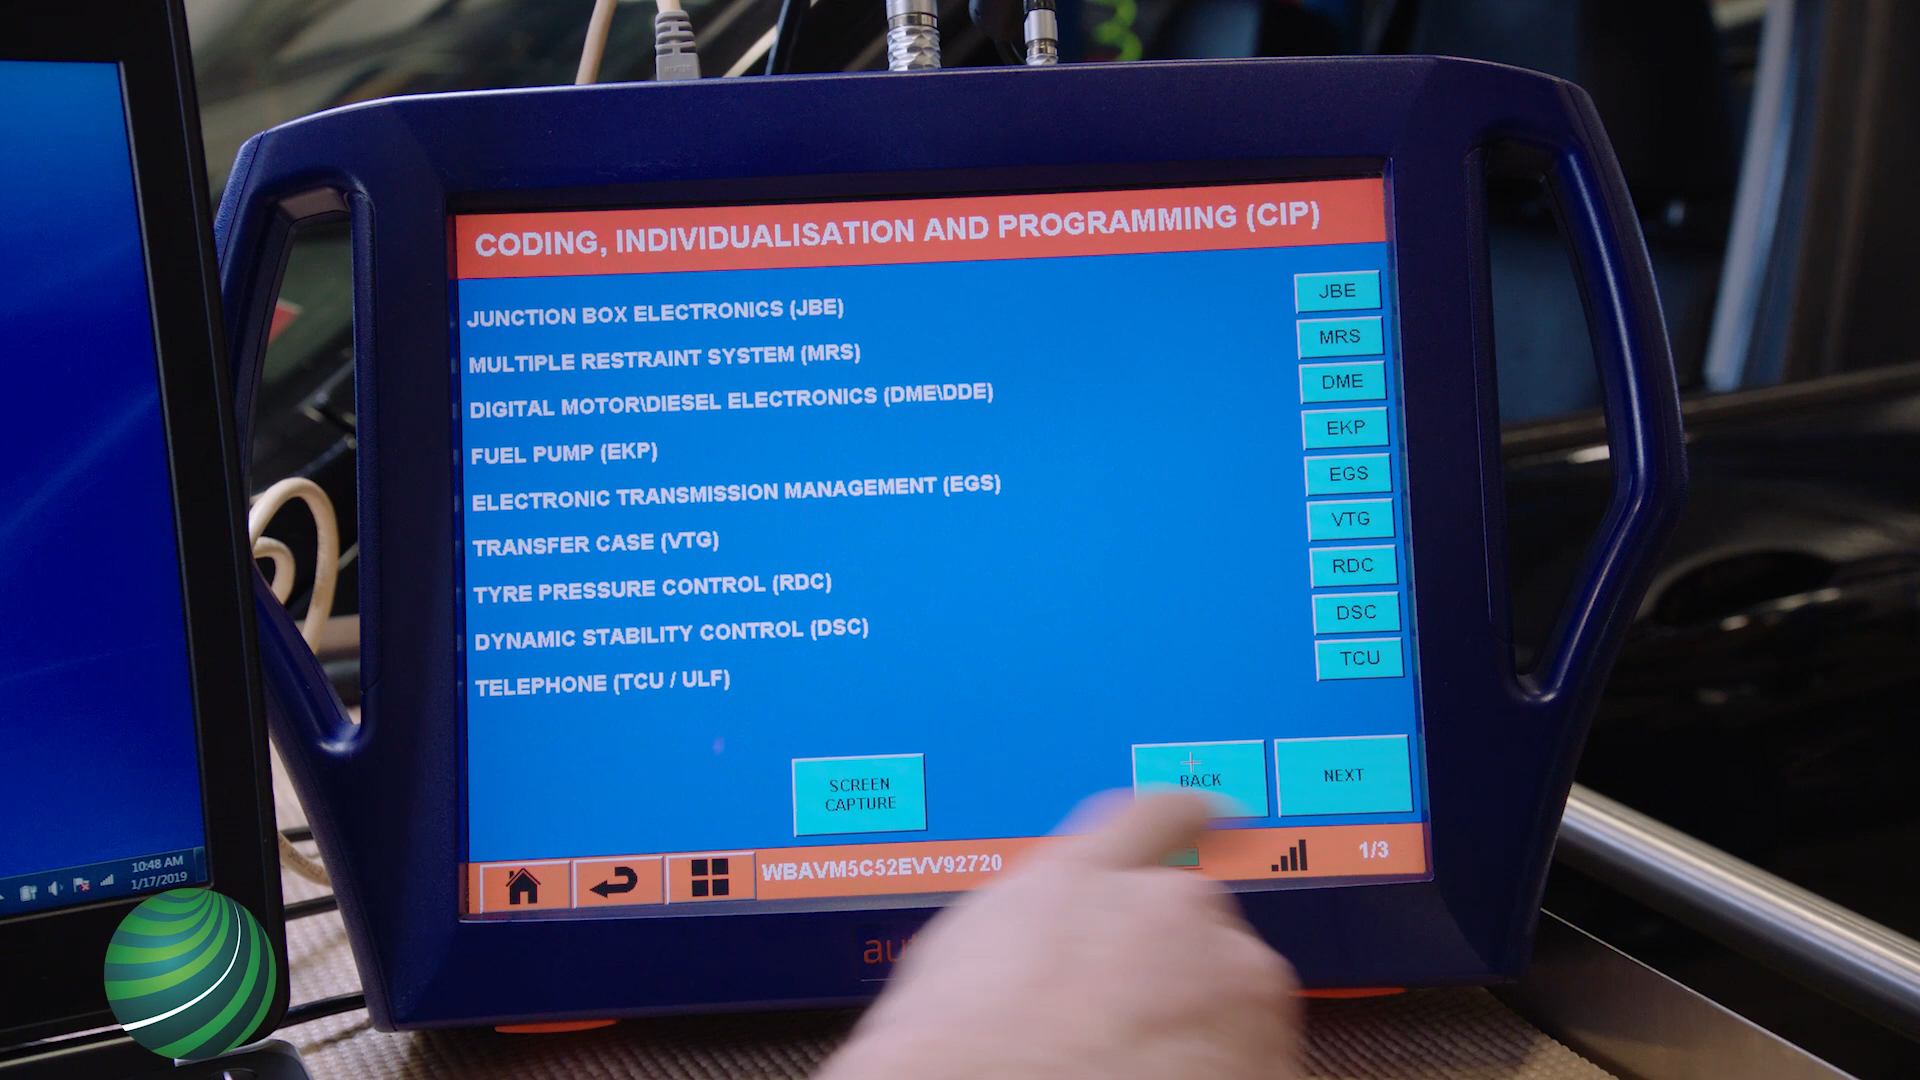 CODING, INDIVIDUALISATION AND PROGRAMMING (CIP)
JUNCTION BOX ELECTRONICS (JBE) JBE
MULTIPLE RESTRAINT SYSTEM (MRS) MRS
DIGITAL MOTOR\DIESEL ELECTRONICS (DME\DDE) DME
FUEL PUMP (EKP) EKP
ELECTRONIC TRANSMISSION MANAGEMENT (EGS) EGS
TRANSFER CASE (VTG) VTG
TYRE PRESSURE CONTROL (RDC) RDC
DYNAMIC STABILITY CONTROL (DSC) DSC
TELEPHONE (TCU / ULF) TCU
SCREEN
CAPTURE
BACK
NEXT
WBAVM5C52EVV92720
1/3
10:48 AM
1/17/2019